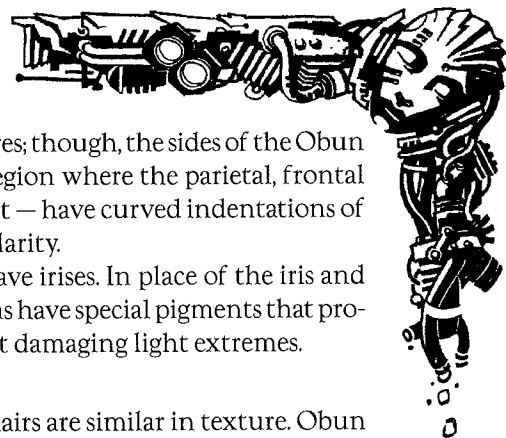 res; though, the sides of the Obun
egion where the parietal, frontal
t — have curved indentations of
larity.
ave irises. In place of the iris and
as have special pigments that pro-
t damaging light extremes.
airs are similar in texture. Obun